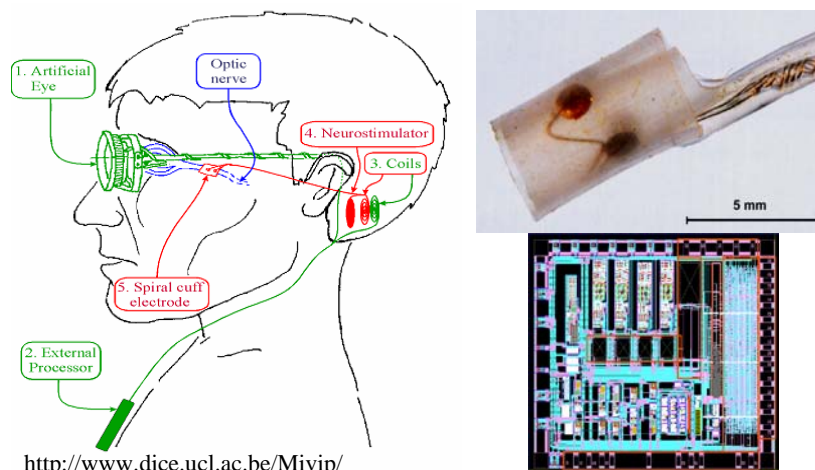 1. Artificial
Eye
Optic
nerve
4. Neurostimulator
3. Coils
5. Spiral cuff
electrode
2. External
Processor
http://www.dice.ucl.ac.be/Mivip/
5 mm